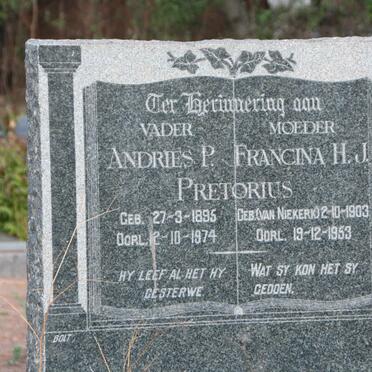 Ter Herinnering aan
VADER MOEDER
ANDRIES P. FRANCINA H. J.
PRETORIUS
GEB. 27-3-1895 GEB. (VAN NIEKERK) 2-10-1903
OORL. 12-10-1974 OORL. 19-12-1953
HY LEEF AL HET HY WAT SY KON HET SY
GESTERWE. GEDOEN.
BOIT